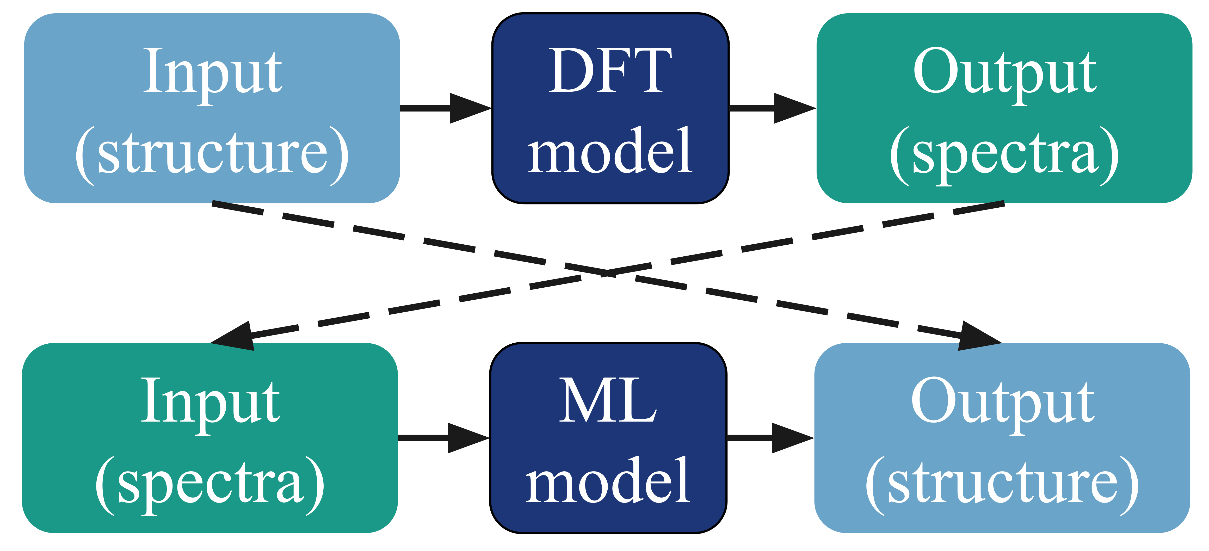 Input
(structure)
DFT
model
Output
(spectra)
Input
(spectra)
ML
model
Output
(structure)